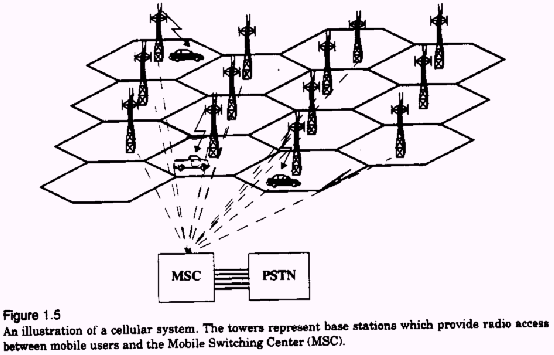 MSC
PSTN
Figure 1.5
An illustration of a cellular system. The towers represent base stations which provide radio access
between mobile users and the Mobile Switching Center (MSC).